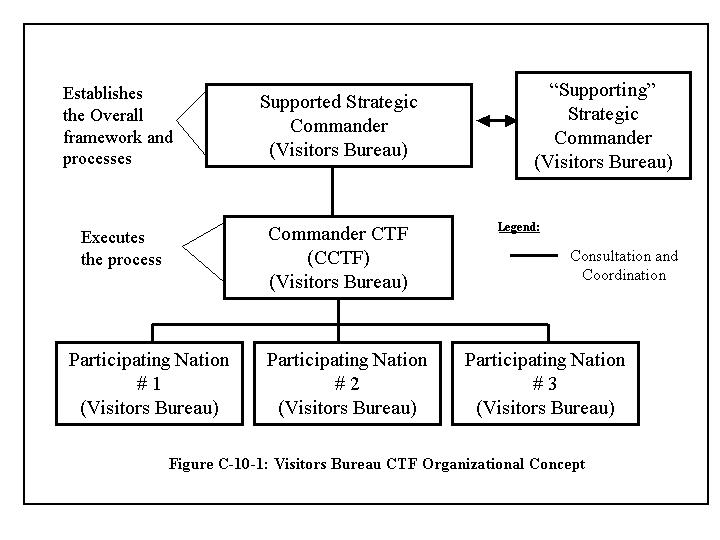 Establishes
the Overall
framework and
processes
Supported Strategic
Commander
(Visitors Bureau)
“Supporting”
Strategic
Commander
(Visitors Bureau)
Executes
the process
Commander CTF
(CCTF)
(Visitors Bureau)
Legend:
Consultation and
Coordination
Participating Nation
# 1
(Visitors Bureau)
Participating Nation
# 2
(Visitors Bureau)
Participating Nation
# 3
(Visitors Bureau)
Figure C-10-1: Visitors Bureau CTF Organizational Concept